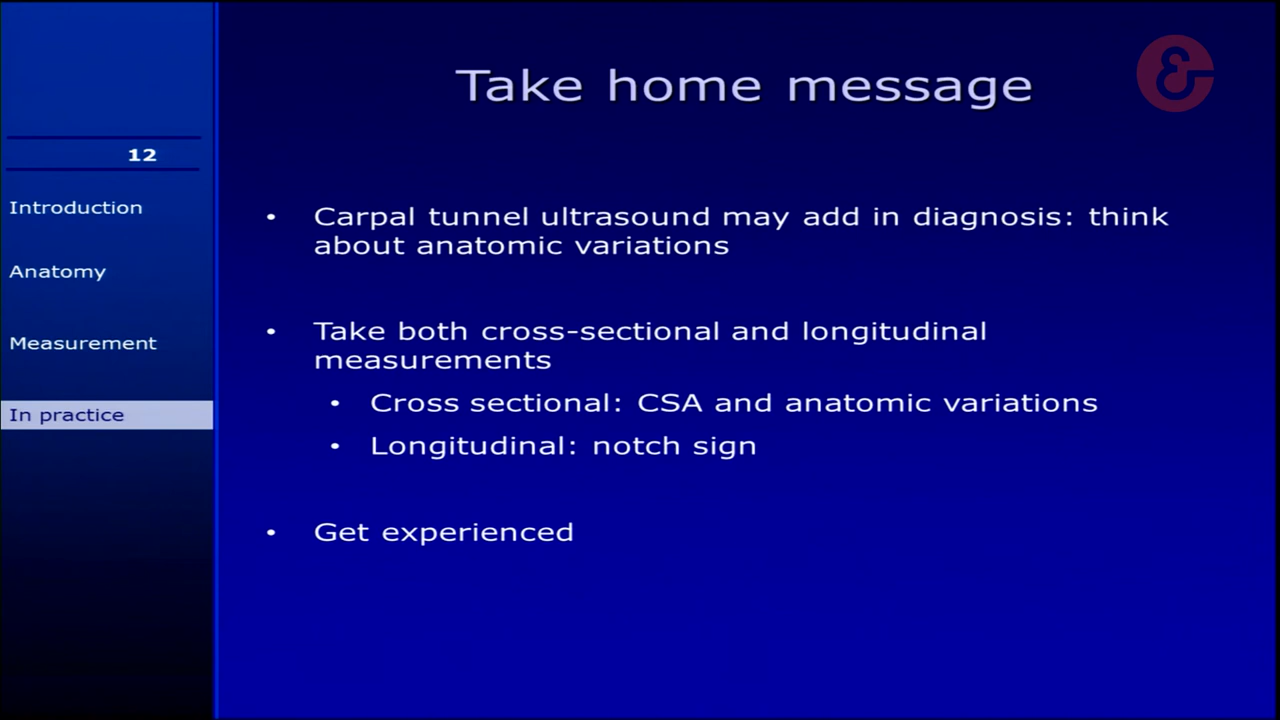 Take home message
12
Introduction
Anatomy
Measurement
In practice
• Carpal tunnel ultrasound may add in diagnosis: think
about anatomic variations
• Take both cross-sectional and longitudinal
measurements
• Cross sectional: CSA and anatomic variations
• Longitudinal: notch sign
• Get experienced